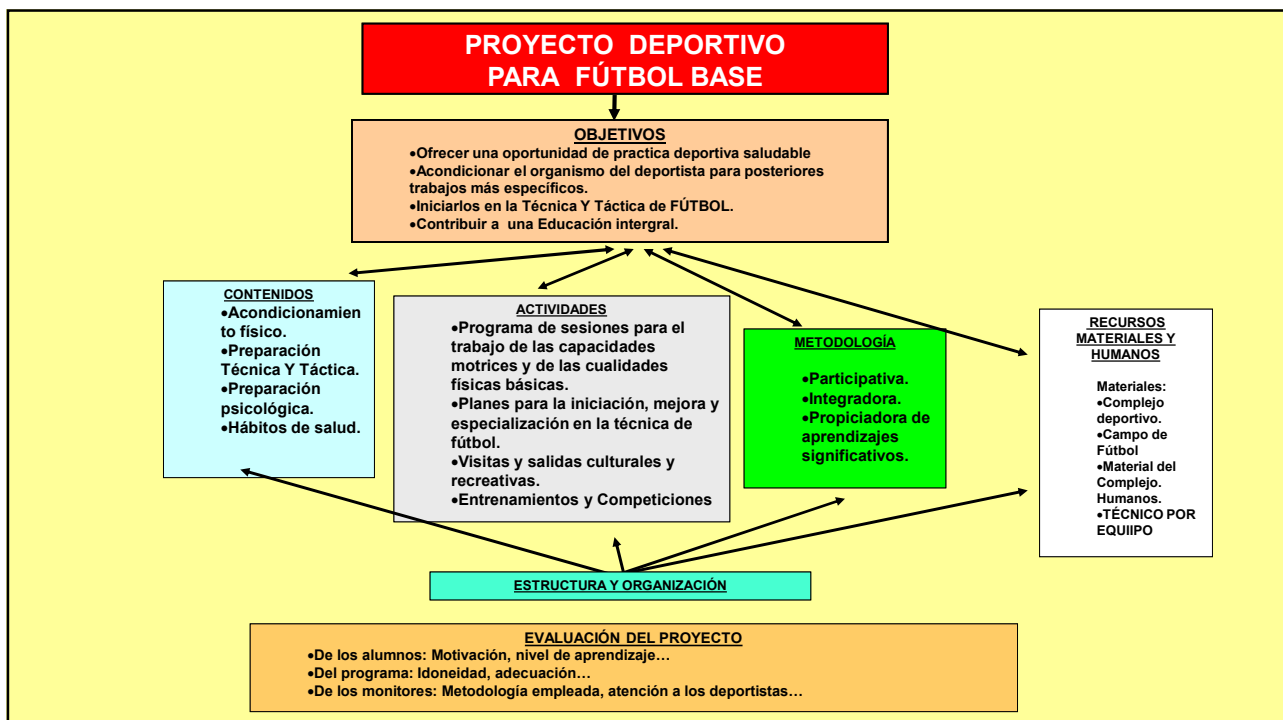 PROYECTO DEPORTIVO
PARA FÚTBOL BASE
OBJETIVOS
•Ofrecer una oportunidad de practica deportiva saludable
•Acondicionar el organismo del deportista para posteriores
trabajos más específicos.
•Iniciarlos en la Técnica Y Táctica de FÚTBOL.
•Contribuir a una Educación intergral.
CONTENIDOS
•Acondicionamien
to físico.
•Preparación
Técnica Y Táctica.
•Preparación
psicológica.
•Hábitos de salud.
ACTIVIDADES
•Programa de sesiones para el
trabajo de las capacidades
motrices y de las cualidades
físicas básicas.
•Planes para la iniciación, mejora y
especialización en la técnica de
fútbol.
•Visitas y salidas culturales y
recreativas.
•Entrenamientos y Competiciones
METODOLOGÍA
•Participativa.
•Integradora.
•Propiciadora de
aprendizajes
significativos.
RECURSOS
MATERIALES Y
HUMANOS
Materiales:
•Complejo
deportivo.
•Campo de
Fútbol
•Material del
Complejo.
Humanos.
•TÉCNICO POR
EQUIIPO
ESTRUCTURA Y ORGANIZACIÓN
EVALUACIÓN DEL PROYECTO
•De los alumnos: Motivación, nivel de aprendizaje…
•Del programa: Idoneidad, adecuación…
•De los monitores: Metodología empleada, atención a los deportistas…